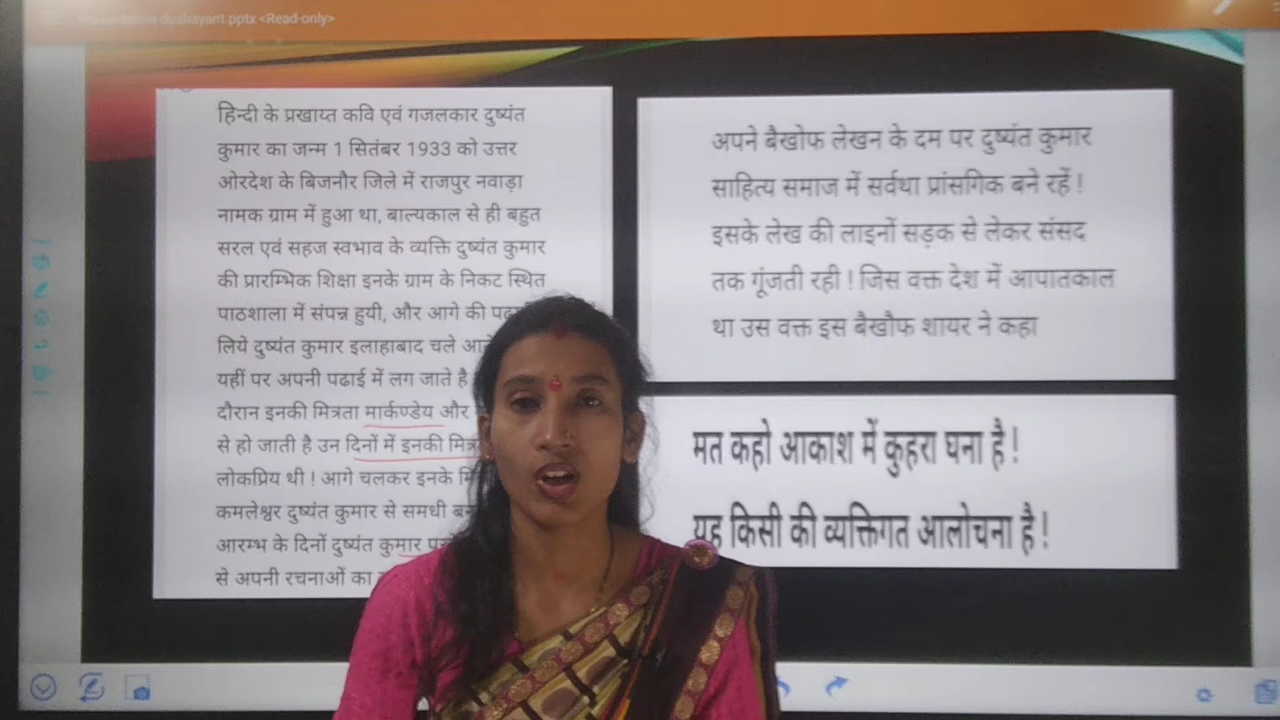 dushayant.pptx <Read-only>
हिन्दी के प्रखाय्त कवि एवं गजलकार दुष्यंत
कुमार का जन्म 1 सितंबर 1933 को उत्तर
ओरदेश के बिजनौर जिले में राजपुर नवाड़ा
नामक ग्राम में हुआ था, बाल्यकाल से ही बहुत
सरल एवं सहज स्वभाव के व्यक्ति दुष्यंत कुमार
की प्रारम्भिक शिक्षा इनके ग्राम के निकट स्थित
पाठशाला में संपन्न हुयी, और आगे की
लिये दुष्यंत कुमार इलाहाबाद चले
यहीं पर अपनी पढाई में लग जाते है
दौरान इनकी मित्रता मार्कण्डेय और
से हो जाती है उन दिनों में इनकी
लोकप्रिय थी ! आगे चलकर इनके
कमलेश्वर दुष्यंत कुमार से समधी
आरम्भ के दिनों दुष्यंत कुमार
से अपनी रचनाओं का
अपने बैखोफ लेखन के दम पर दुष्यंत कुमार
साहित्य समाज में सर्वथा प्रांसगिक बने रहें !
इसके लेख की लाइनों सड़क से लेकर संसद
तक गूंजती रही ! जिस वक्त देश में आपातकाल
था उस वक्त इस बैखौफ शायर ने कहा
मत कहो आकाश में कुहरा घना है !
यह किसी की व्यक्तिगत आलोचना है !